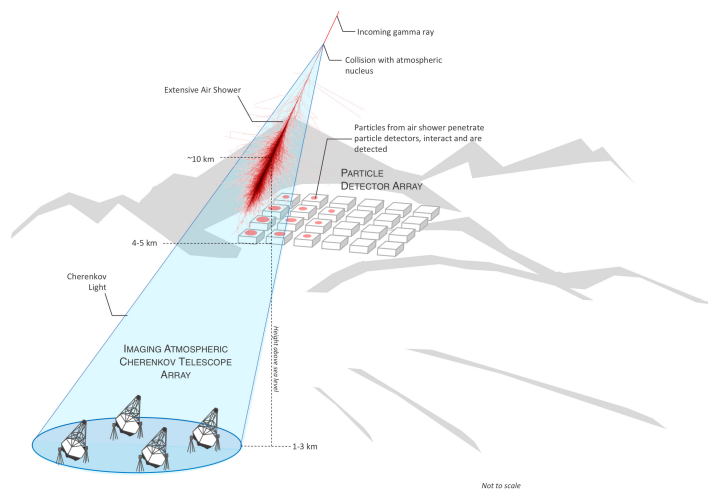 Incoming gamma ray
Collision with atmospheric
nucleus
Extensive Air Shower
Particles from air shower penetrate
particle detectors, interact and are
detected
~10 km
PARTICLE
DETECTOR ARRAY
4-5 km
Cherenkov
Light
Height above sea level
IMAGING ATMOSPHERIC
CHERENKOV TELESCOPE
ARRAY
1-3 km
Not to scale